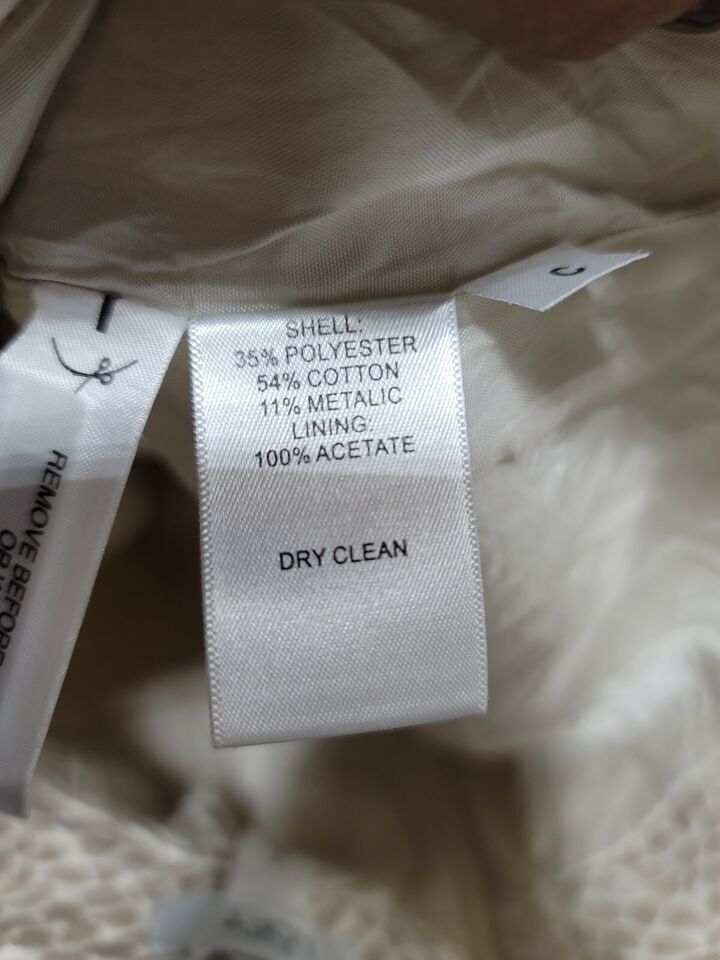 SHELL:
35% POLYESTER
54% COTTON
11% METALIC
LINING:
100% ACETATE
DRY CLEAN
REMOVE BEFORE
C